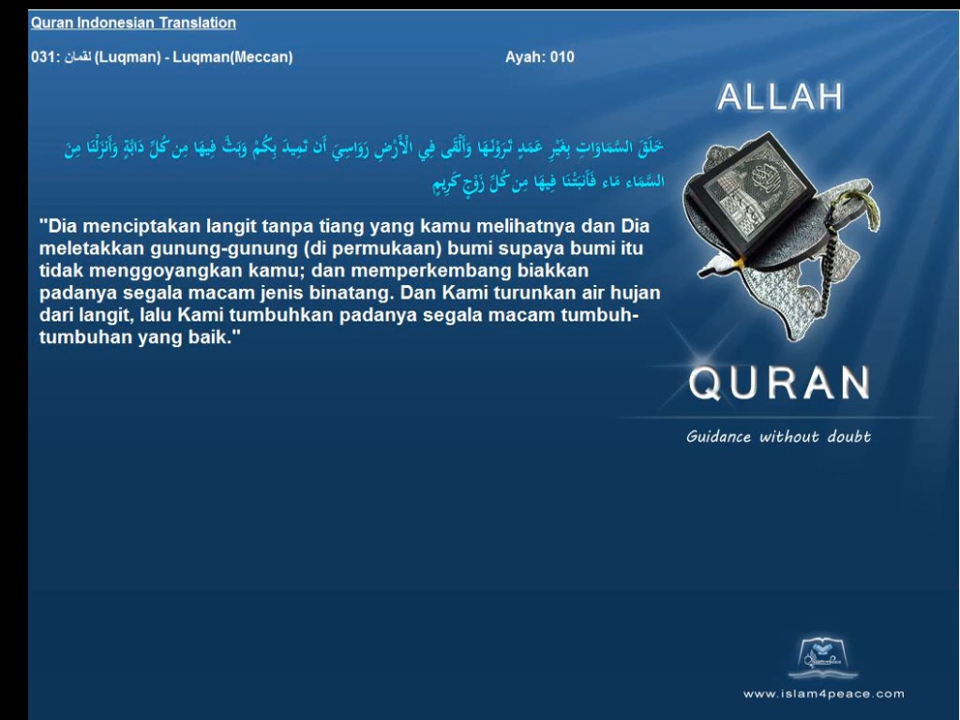 Quran Indonesian Translation
031: لقمان (Luqman) - Luqman(Meccan) Ayah: 010
ALLAH
خَلَقَ السَّمَاوَاتِ بِغَيْرِ عَمَدٍ تَرَوْنَهَا وَأَلْقَى فِي الْأَرْضِ رَوَاسِيَ أَن تَمِيدَ بِكُمْ وَبَثَّ فِيهَا مِن كُلِّ دَابَّةٍ وَأَنزَلْنَا مِنَ
السَّمَاء مَاء فَأَنبَتْنَا فِيهَا مِن كُلِّ زَوْجٍ كَرِيمٍ
"Dia menciptakan langit tanpa tiang yang kamu melihatnya dan Dia
meletakkan gunung-gunung (di permukaan) bumi supaya bumi itu
tidak menggoyangkan kamu; dan memperkembang biakkan
padanya segala macam jenis binatang. Dan Kami turunkan air hujan
dari langit, lalu Kami tumbuhkan padanya segala macam tumbuh-
tumbuhan yang baik."
QURAN
Guidance without doubt
www.islam4peace.com